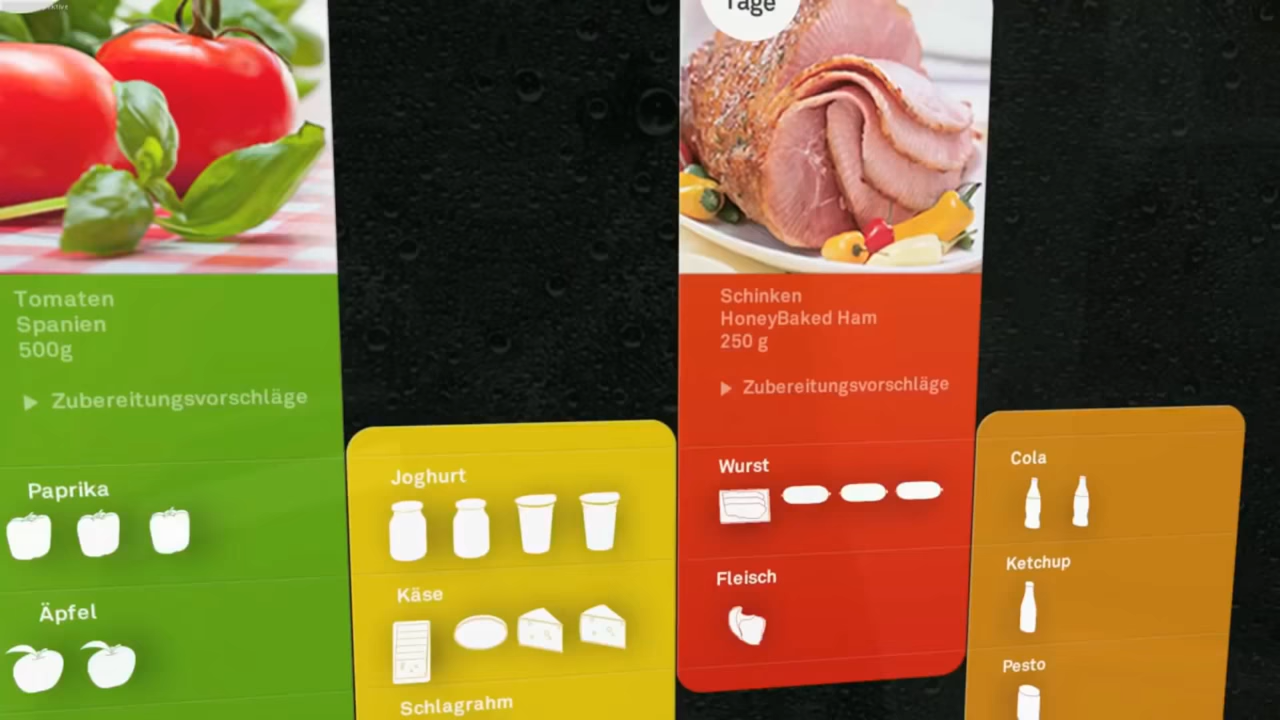 Tomaten
Spanien
500g
Zubereitungsvorschläge
Paprika
Äpfel
Joghurt
Käse
Schlagrahm
Tage
Schinken
HoneyBaked Ham
250 g
Zubereitungsvorschläge
Wurst
Fleisch
Cola
Ketchup
Pesto